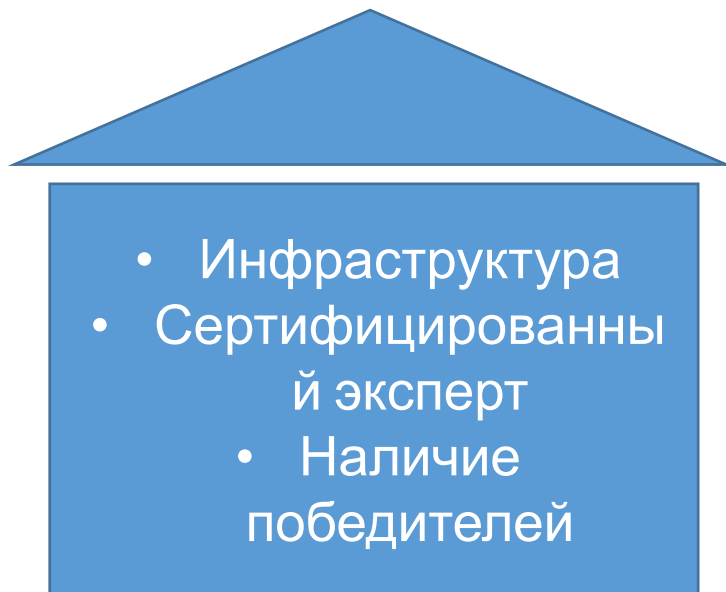 • Инфраструктура
• Сертифицированны
й эксперт
• Наличие
победителей